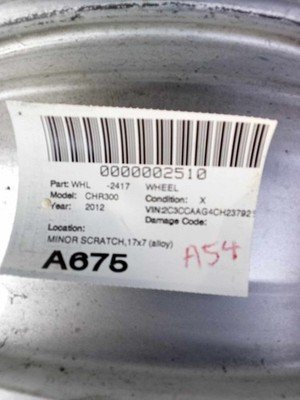 0000002510
Part: WHL -2417 WHEEL
Model: CHR300 Condition: X
Year: 2012 VIN:2C3CCAAG4CH237921
Damage Code:
Location:
MINOR SCRATCH,17x7 (alloy)
A675 A54